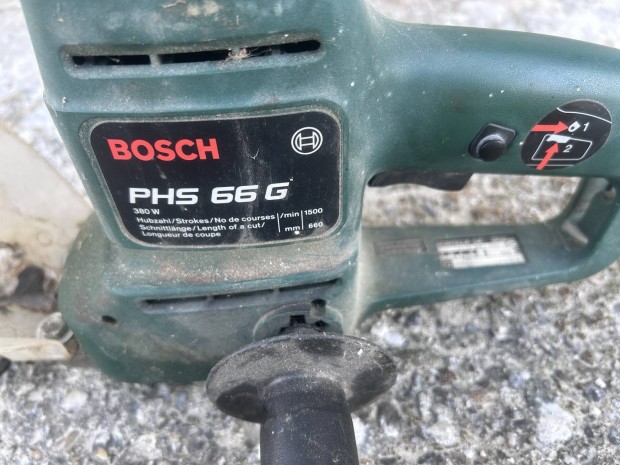 BOSCH
PHS 66 G
380 W
Hubzahl/Strokes/No de courses /min 1500
Schnittlänge/Length of a cut/
Longueur de coupe mm 660
1
2